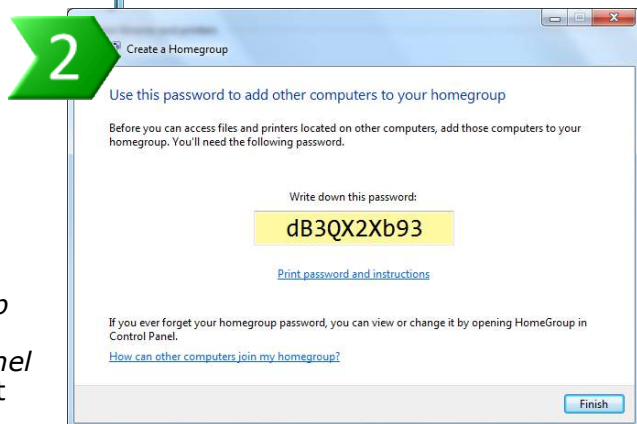 2
Create a Homegroup
Use this password to add other computers to your homegroup
Before you can access files and printers located on other computers, add those computers to your
homegroup. You'll need the following password.
Write down this password:
dB3QX2Xb93
Print password and instructions
If you ever forget your homegroup password, you can view or change it by opening HomeGroup in
Control Panel.
How can other computers join my homegroup?
Finish